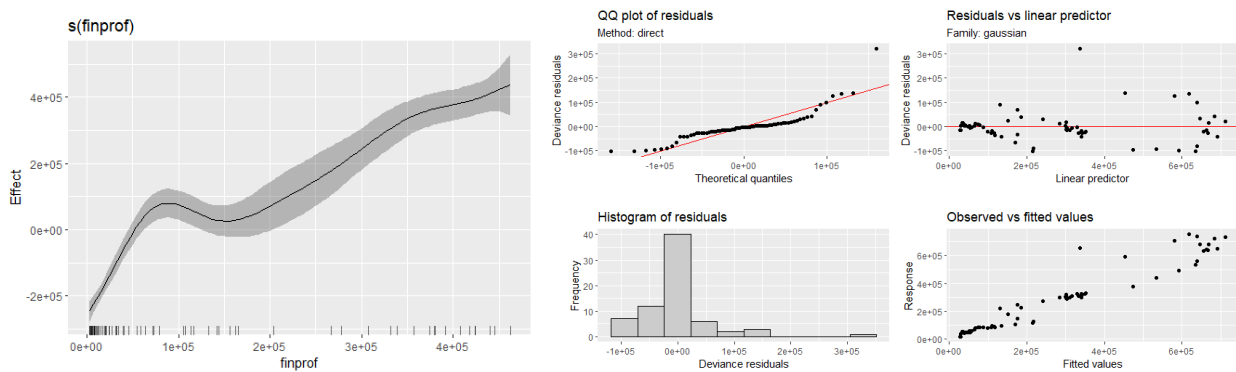 s(finprof)
Effect
4e+05
2e+05
0e+00
-2e+05
0e+00 1e+05 2e+05 3e+05 4e+05
finprof
QQ plot of residuals
Method: direct
Deviance residuals
3e+05
2e+05
1e+05
0e+00
-1e+05
-1e+05 0e+00 1e+05
Theoretical quantiles
Residuals vs linear predictor
Family: gaussian
Deviance residuals
3e+05
2e+05
1e+05
0e+00
-1e+05
0e+00 2e+05 4e+05 6e+05
Linear predictor
Histogram of residuals
Frequency
40
30
20
10
0
-1e+05 0e+00 1e+05 2e+05 3e+05
Deviance residuals
Observed vs fitted values
Response
6e+05
4e+05
2e+05
0e+00
0e+00 2e+05 4e+05 6e+05
Fitted values